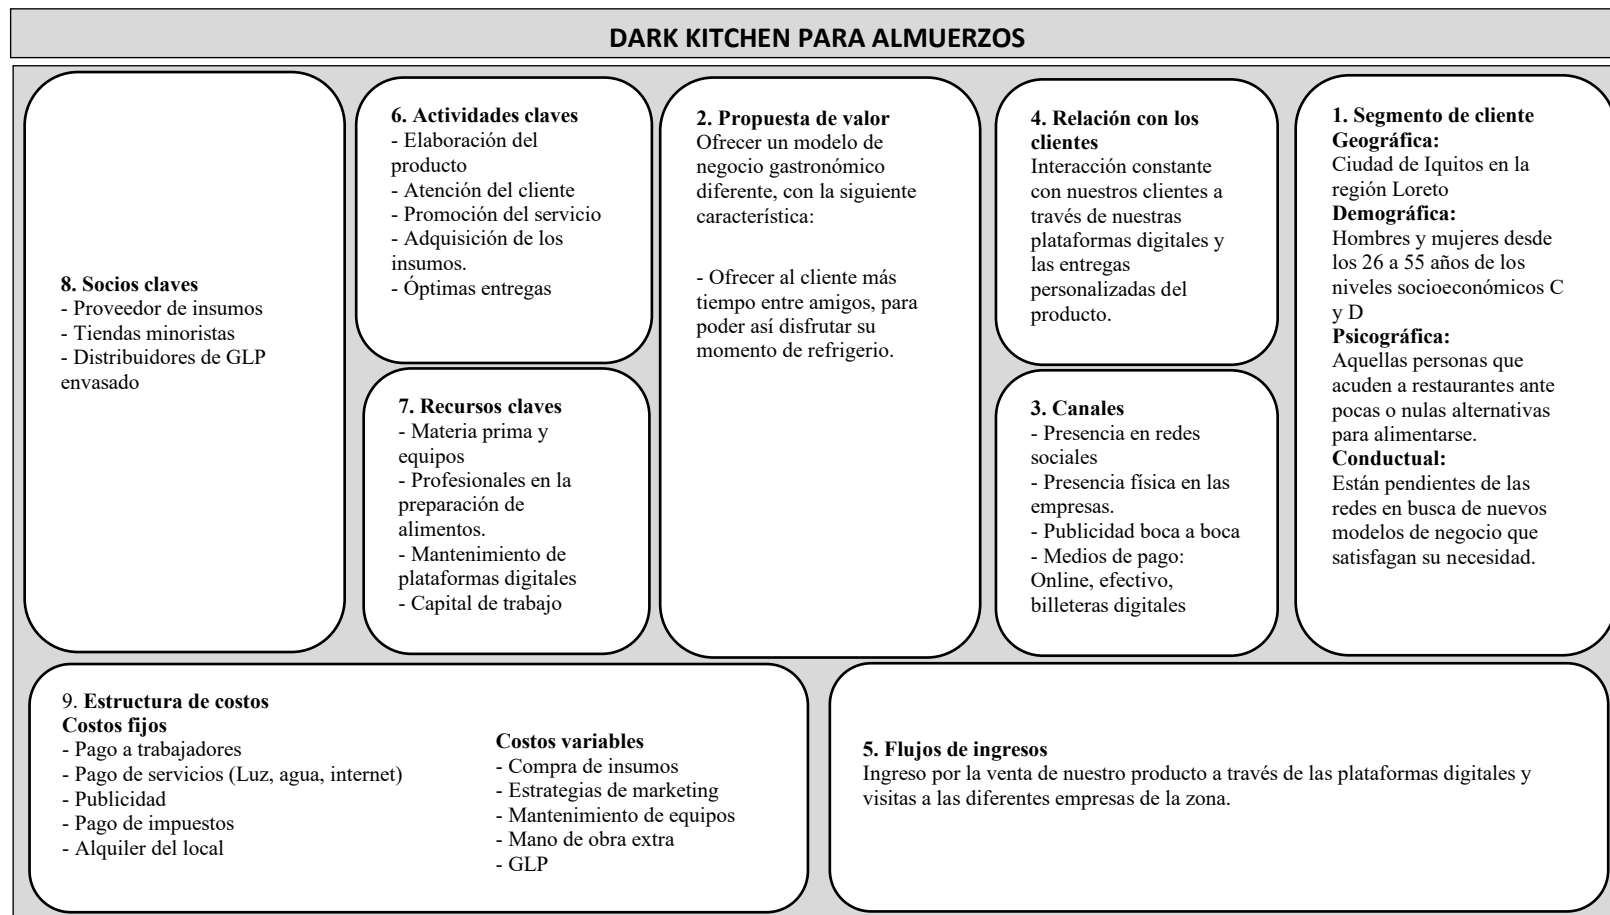 DARK KITCHEN PARA ALMUERZOS
8. Socios claves
- Proveedor de insumos
- Tiendas minoristas
- Distribuidores de GLP
envasado
6. Actividades claves
- Elaboración del
producto
- Atención del cliente
- Promoción del servicio
- Adquisición de los
insumos.
- Óptimas entregas
7. Recursos claves
- Materia prima y
equipos
- Profesionales en la
preparación de
alimentos.
- Mantenimiento de
plataformas digitales
- Capital de trabajo
2. Propuesta de valor
Ofrecer un modelo de
negocio gastronómico
diferente, con la siguiente
característica:
- Ofrecer al cliente más
tiempo entre amigos, para
poder así disfrutar su
momento de refrigerio.
4. Relación con los
clientes
Interacción constante
con nuestros clientes a
través de nuestras
plataformas digitales y
las entregas
personalizadas del
producto.
3. Canales
- Presencia en redes
sociales
- Presencia física en las
empresas.
- Publicidad boca a boca
- Medios de pago:
Online, efectivo,
billeteras digitales
1. Segmento de cliente
Geográfica:
Ciudad de Iquitos en la
región Loreto
Demográfica:
Hombres y mujeres desde
los 26 a 55 años de los
niveles socioeconómicos C
y D
Psicográfica:
Aquellas personas que
acuden a restaurantes ante
pocas o nulas alternativas
para alimentarse.
Conductual:
Están pendientes de las
redes en busca de nuevos
modelos de negocio que
satisfagan su necesidad.
9. Estructura de costos
Costos fijos
- Pago a trabajadores
- Pago de servicios (Luz, agua, internet)
- Publicidad
- Pago de impuestos
- Alquiler del local
Costos variables
- Compra de insumos
- Estrategias de marketing
- Mantenimiento de equipos
- Mano de obra extra
- GLP
5. Flujos de ingresos
Ingreso por la venta de nuestro producto a través de las plataformas digitales y
visitas a las diferentes empresas de la zona.